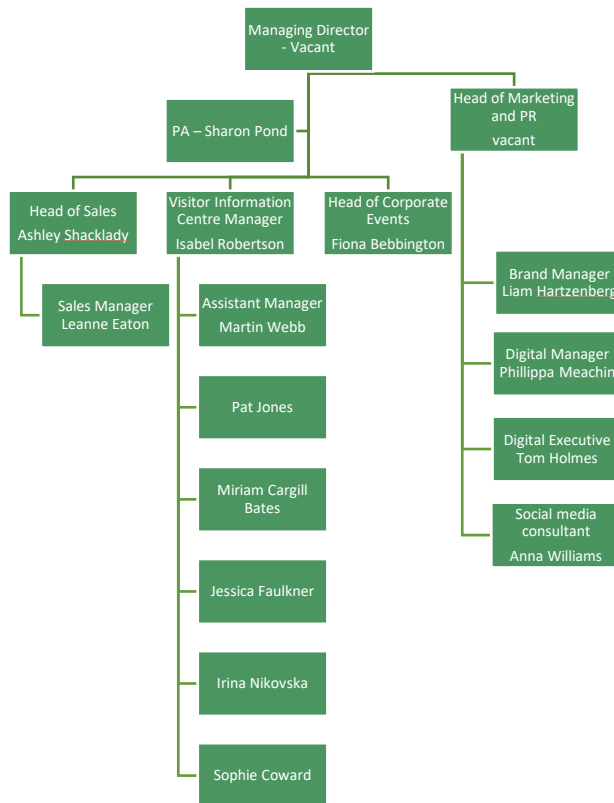 Managing Director
- Vacant
Head of Marketing
and PR
vacant
PA – Sharon Pond
Head of Sales
Ashley Shacklady
Visitor Information
Centre Manager
Isabel Robertson
Head of Corporate
Events
Fiona Bebbington
Sales Manager
Leanne Eaton
Assistant Manager
Martin Webb
Pat Jones
Miriam Cargill
Bates
Jessica Faulkner
Irina Nikovska
Sophie Coward
Brand Manager
Liam Hartzenberg
Digital Manager
Phillippa Meachin
Digital Executive
Tom Holmes
Social media
consultant
Anna Williams